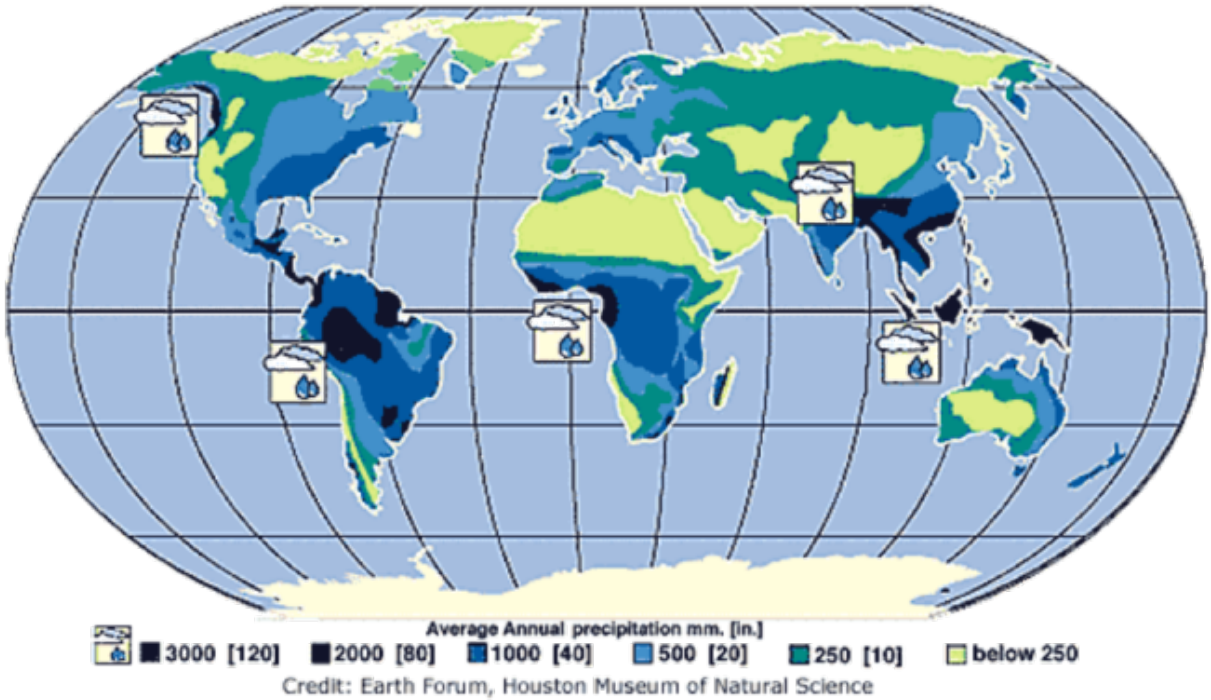 Average Annual precipitation mm. [in.]
3000 [120] 2000 [80] 1000 [40] 500 [20] 250 [10] below 250
Credit: Earth Forum, Houston Museum of Natural Science